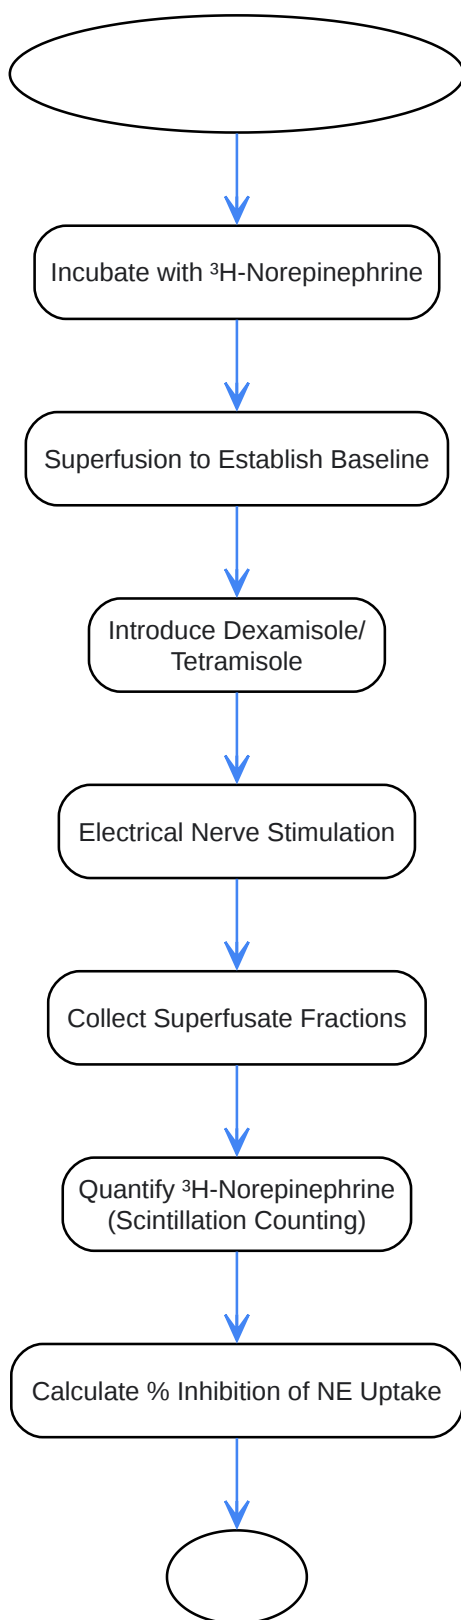 Incubate with ³H-Norepinephrine
Superfusion to Establish Baseline
Introduce Dexamisole/
Tetramisole
Electrical Nerve Stimulation
Collect Superfusate Fractions
Quantify ³H-Norepinephrine
(Scintillation Counting)
Calculate % Inhibition of NE Uptake